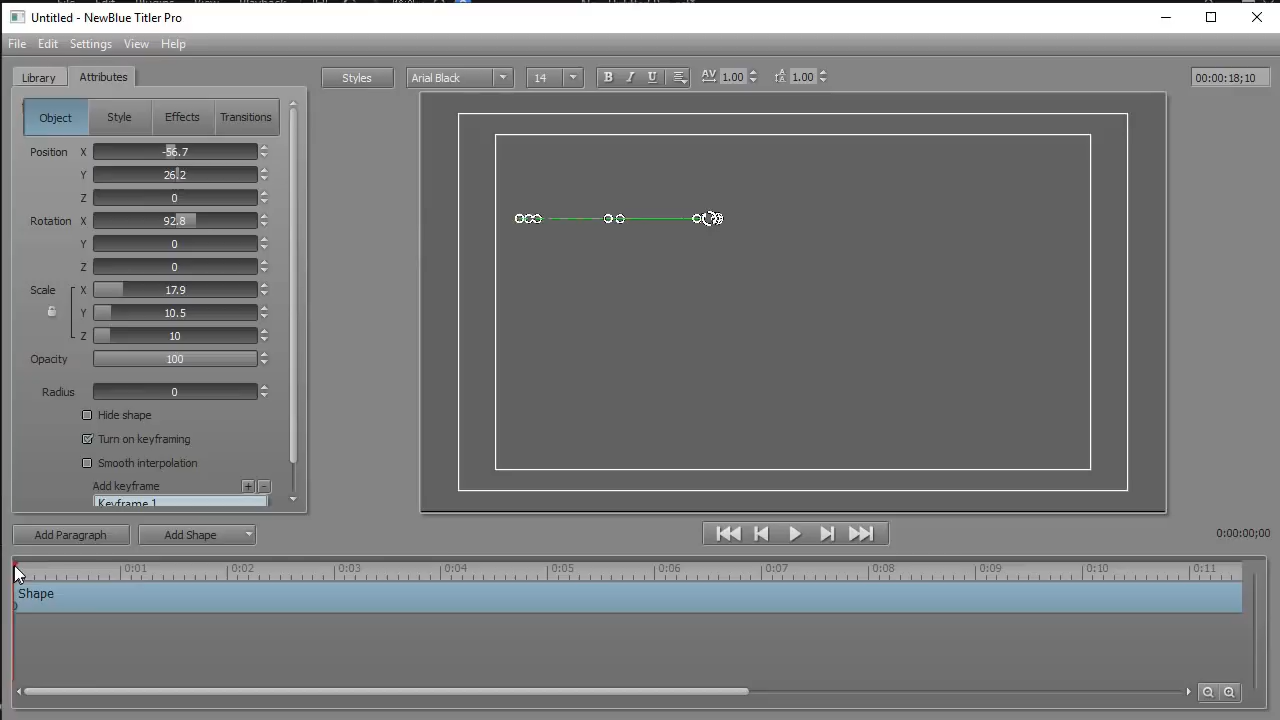 Untitled - NewBlue Titler Pro
File Edit Settings View Help
Library Attributes Styles Arial Black 14 B I U AV 1.00 1.00 00:00:18;10
Object Style Effects Transitions
Position X -56.7
Y 26.2
Z 0
Rotation X 92.8
Y 0
Z 0
Scale X 17.9
Y 10.5
Z 10
Opacity 100
Radius 0
Hide shape
Turn on keyframing
Smooth interpolation
Add keyframe + -
Keyframe 1
Add Paragraph Add Shape 0:00:00;00
0:01 0:02 0:03 0:04 0:05 0:06 0:07 0:08 0:09 0:10 0:11
Shape